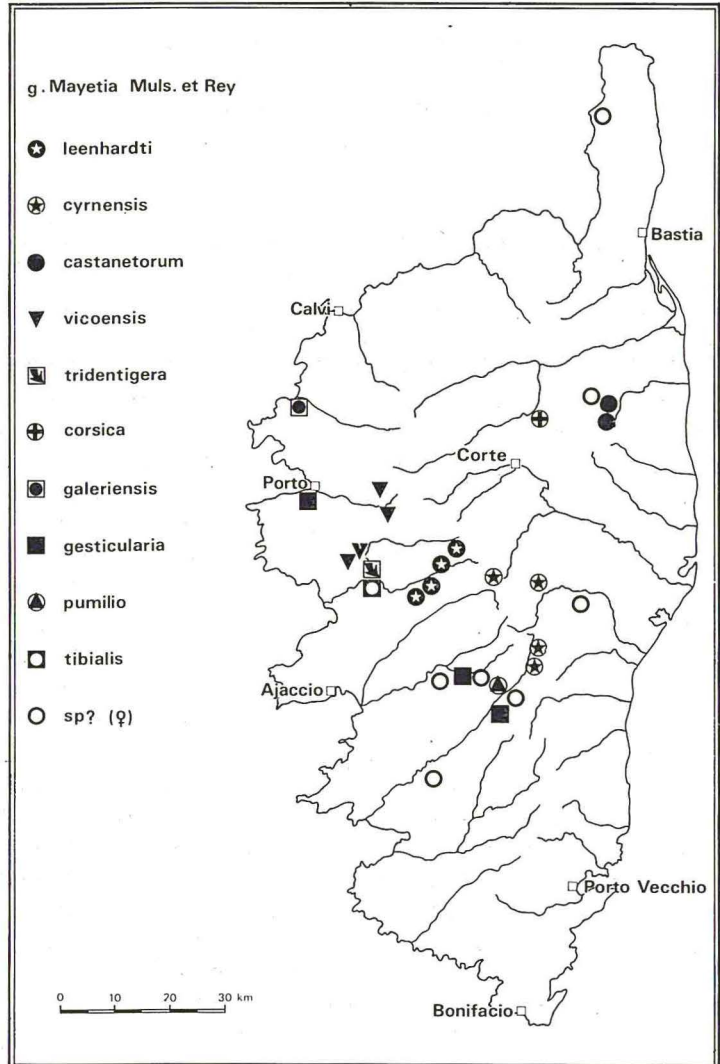 g. Mayetia Muls. et Rey
leenhardti
cyrnensis
castanetorum
vicoensis
tridentigera
corsica
galeriensis
gesticularia
pumilio
tibialis
sp? (♀)
Bastia
Calvi
Corte
Porto
Ajaccio
Porto Vecchio
Bonifacio
0 10 20 30 km